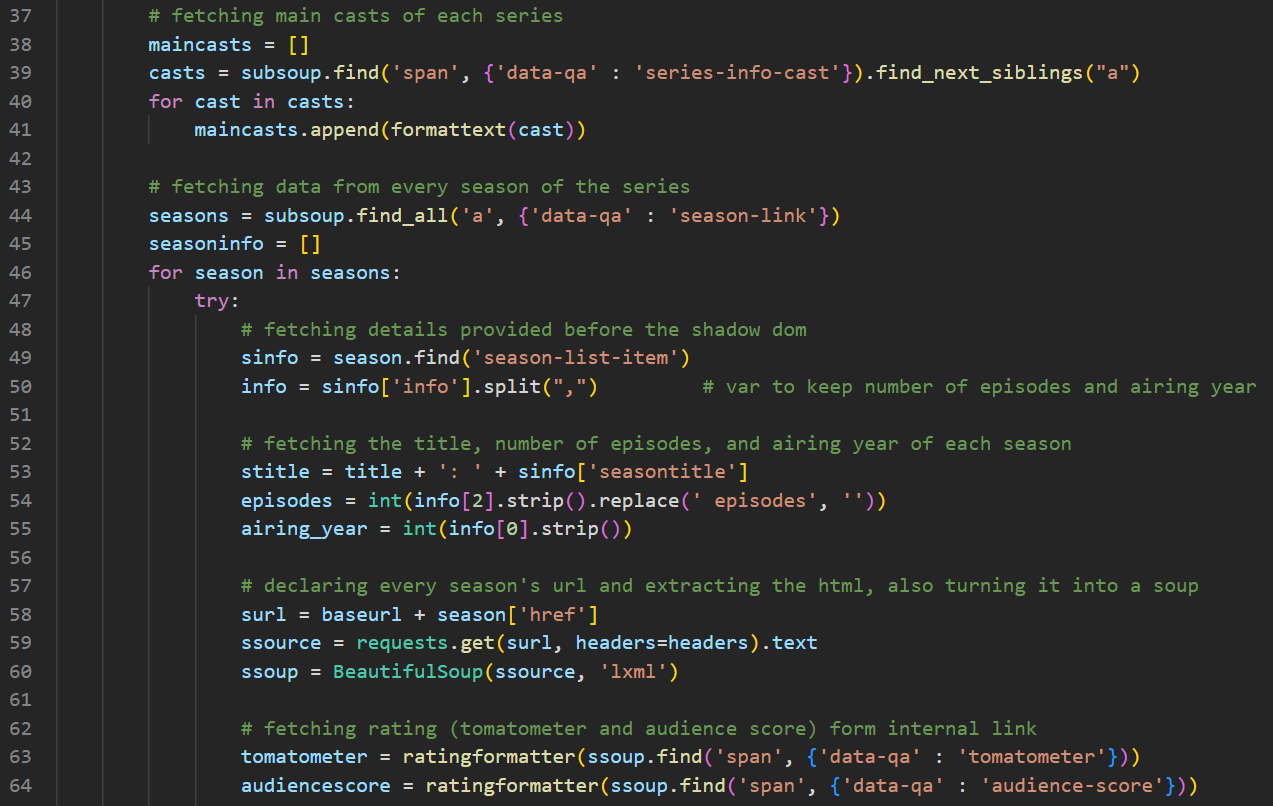 37 # fetching main casts of each series
38 maincasts = []
39 casts = subsoup.find('span', {'data-qa' : 'series-info-cast'}).find_next_siblings("a")
40 for cast in casts:
41     maincasts.append(formattext(cast))
42
43 # fetching data from every season of the series
44 seasons = subsoup.find_all('a', {'data-qa' : 'season-link'})
45 seasoninfo = []
46 for season in seasons:
47     try:
48         # fetching details provided before the shadow dom
49         sinfo = season.find('season-list-item')
50         info = sinfo['info'].split(",")         # var to keep number of episodes and airing year
51
52         # fetching the title, number of episodes, and airing year of each season
53         stitle = title + ': ' + sinfo['seasontitle']
54         episodes = int(info[2].strip().replace(' episodes', ''))
55         airing_year = int(info[0].strip())
56
57         # declaring every season's url and extracting the html, also turning it into a soup
58         surl = baseurl + season['href']
59         ssource = requests.get(surl, headers=headers).text
60         ssoup = BeautifulSoup(ssource, 'lxml')
61
62         # fetching rating (tomatometer and audience score) form internal link
63         tomatometer = ratingformatter(ssoup.find('span', {'data-qa' : 'tomatometer'}))
64         audiencescore = ratingformatter(ssoup.find('span', {'data-qa' : 'audience-score'}))